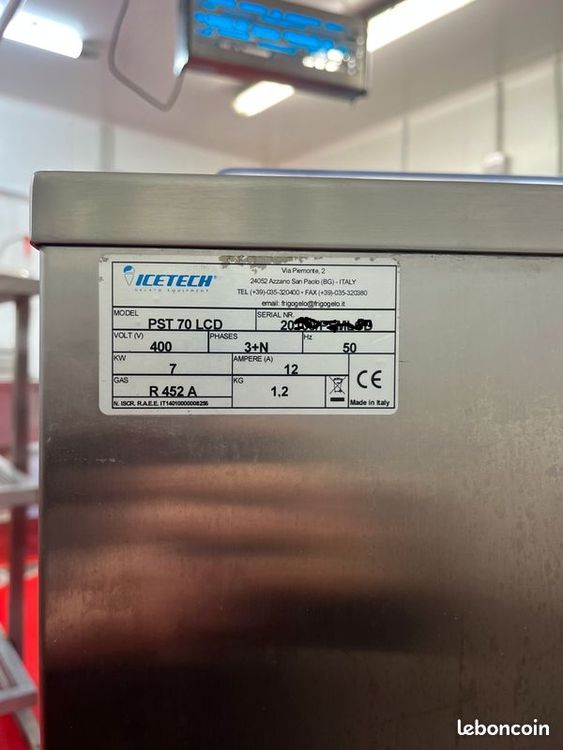 ICETECH
GELATO EQUIPMENT
Via Piemonte, 2
24052 Azzano San Paolo (BG) - ITALY
TEL (+39)-035-320400 • FAX (+39)-035-320380
email: frigogelo@frigogelo.it
MODEL PST 70 LCD SERIAL NR.
VOLT (V) 400 PHASES 3+N Hz 50
KW 7 AMPERE (A) 12
GAS R 452 A KG 1,2 CE
N. ISCR. R.A.E.E. IT14010000008256 Made in Italy
leboncoin